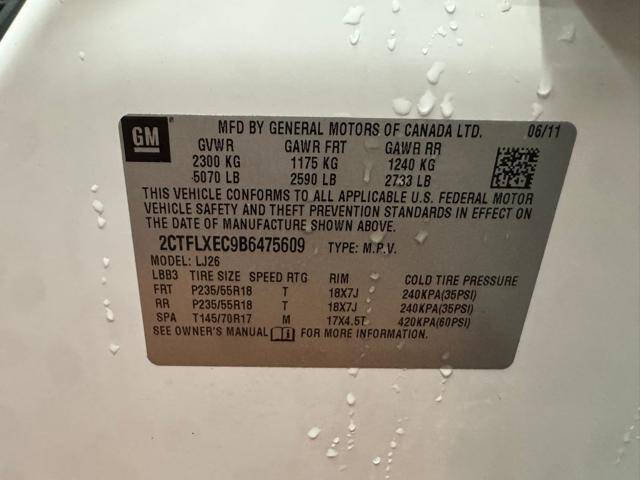 GM ® MFD BY GENERAL MOTORS OF CANADA LTD. 06/11
GVWR GAWR FRT GAWR RR
2300 KG 1175 KG 1240 KG
5070 LB 2590 LB 2733 LB
THIS VEHICLE CONFORMS TO ALL APPLICABLE U.S. FEDERAL MOTOR
VEHICLE SAFETY AND THEFT PREVENTION STANDARDS IN EFFECT ON
THE DATE OF MANUFACTURE SHOWN ABOVE.
2CTFLXEC9B6475609 TYPE: M.P.V.
MODEL: LJ26
LBB3 TIRE SIZE SPEED RTG RIM COLD TIRE PRESSURE
FRT P235/55R18 T 18X7J 240KPA(35PSI)
RR P235/55R18 T 18X7J 240KPA(35PSI)
SPA T145/70R17 M 17X4.5T 420KPA(60PSI)
SEE OWNER'S MANUAL FOR MORE INFORMATION.